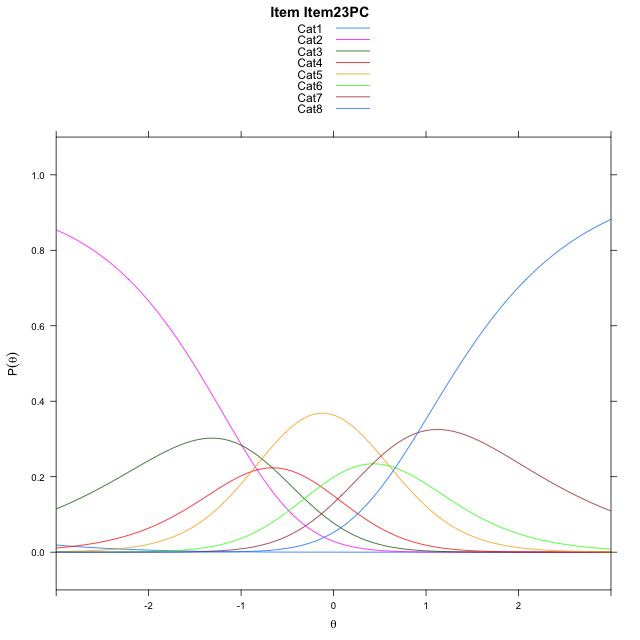 Item Item23PC
Cat1
Cat2
Cat3
Cat4
Cat5
Cat6
Cat7
Cat8
1.0
0.8
0.6
0.4
0.2
0.0
P(θ)
-2 -1 0 1 2
θ